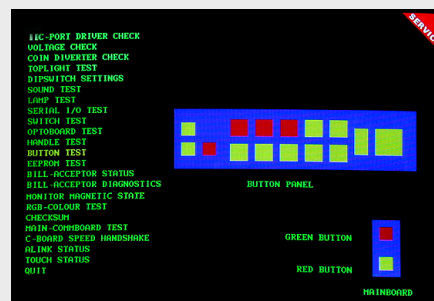 C-PORT DRIVER CHECK
VOLTAGE CHECK
COIN DIVERTER CHECK
TOPLIGHT TEST
DIPSWITCH SETTINGS
SOUND TEST
LAMP TEST
SERIAL I/O TEST
SWITCH TEST
OPTOBOARD TEST
HANDLE TEST
BUTTON TEST
EEPROM TEST
BILL-ACCEPTOR STATUS
BILL-ACCEPTOR DIAGNOSTICS
MONITOR MAGNETIC STATE
RGB-COLOUR TEST
CHECKSUM
MAIN-COMMBOARD TEST
C-BOARD SPEED HANDSHAKE
ALINK STATUS
TOUCH STATUS
QUIT
SERVIC
BUTTON PANEL
GREEN BUTTON
RED BUTTON
MAINBOARD